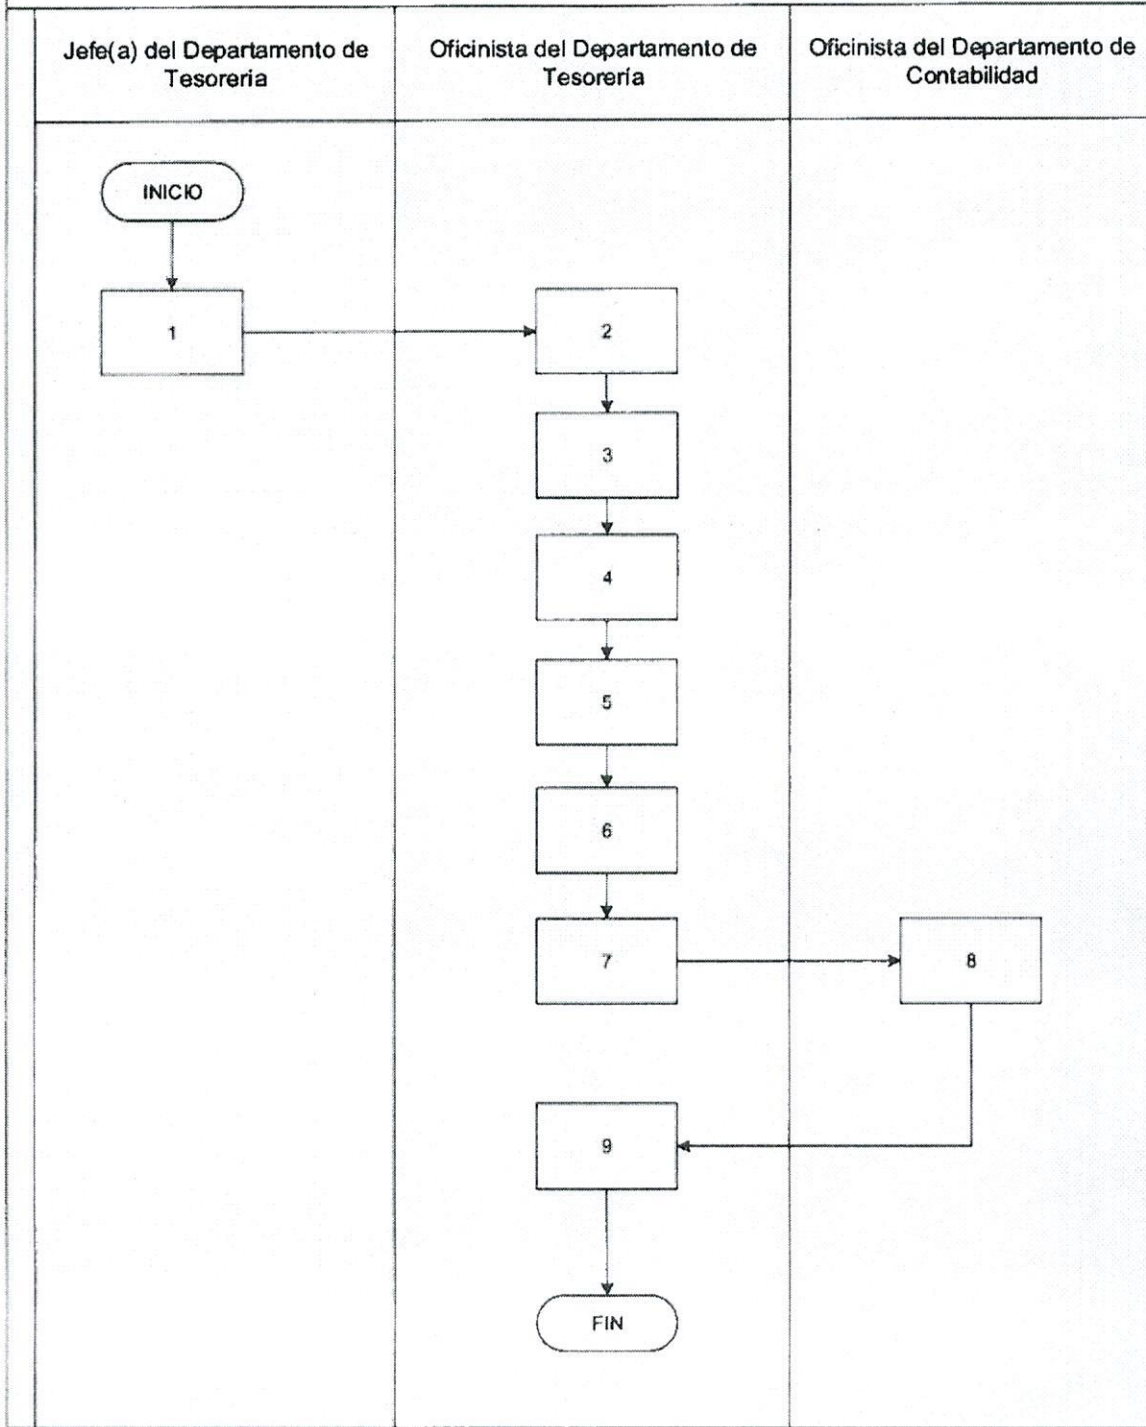 Jefe(a) del Departamento de
Tesoreria
Oficinista del Departamento de
Tesorería
Oficinista del Departamento de
Contabilidad
INICIO
1
2
3
4
5
6
7
8
9
FIN